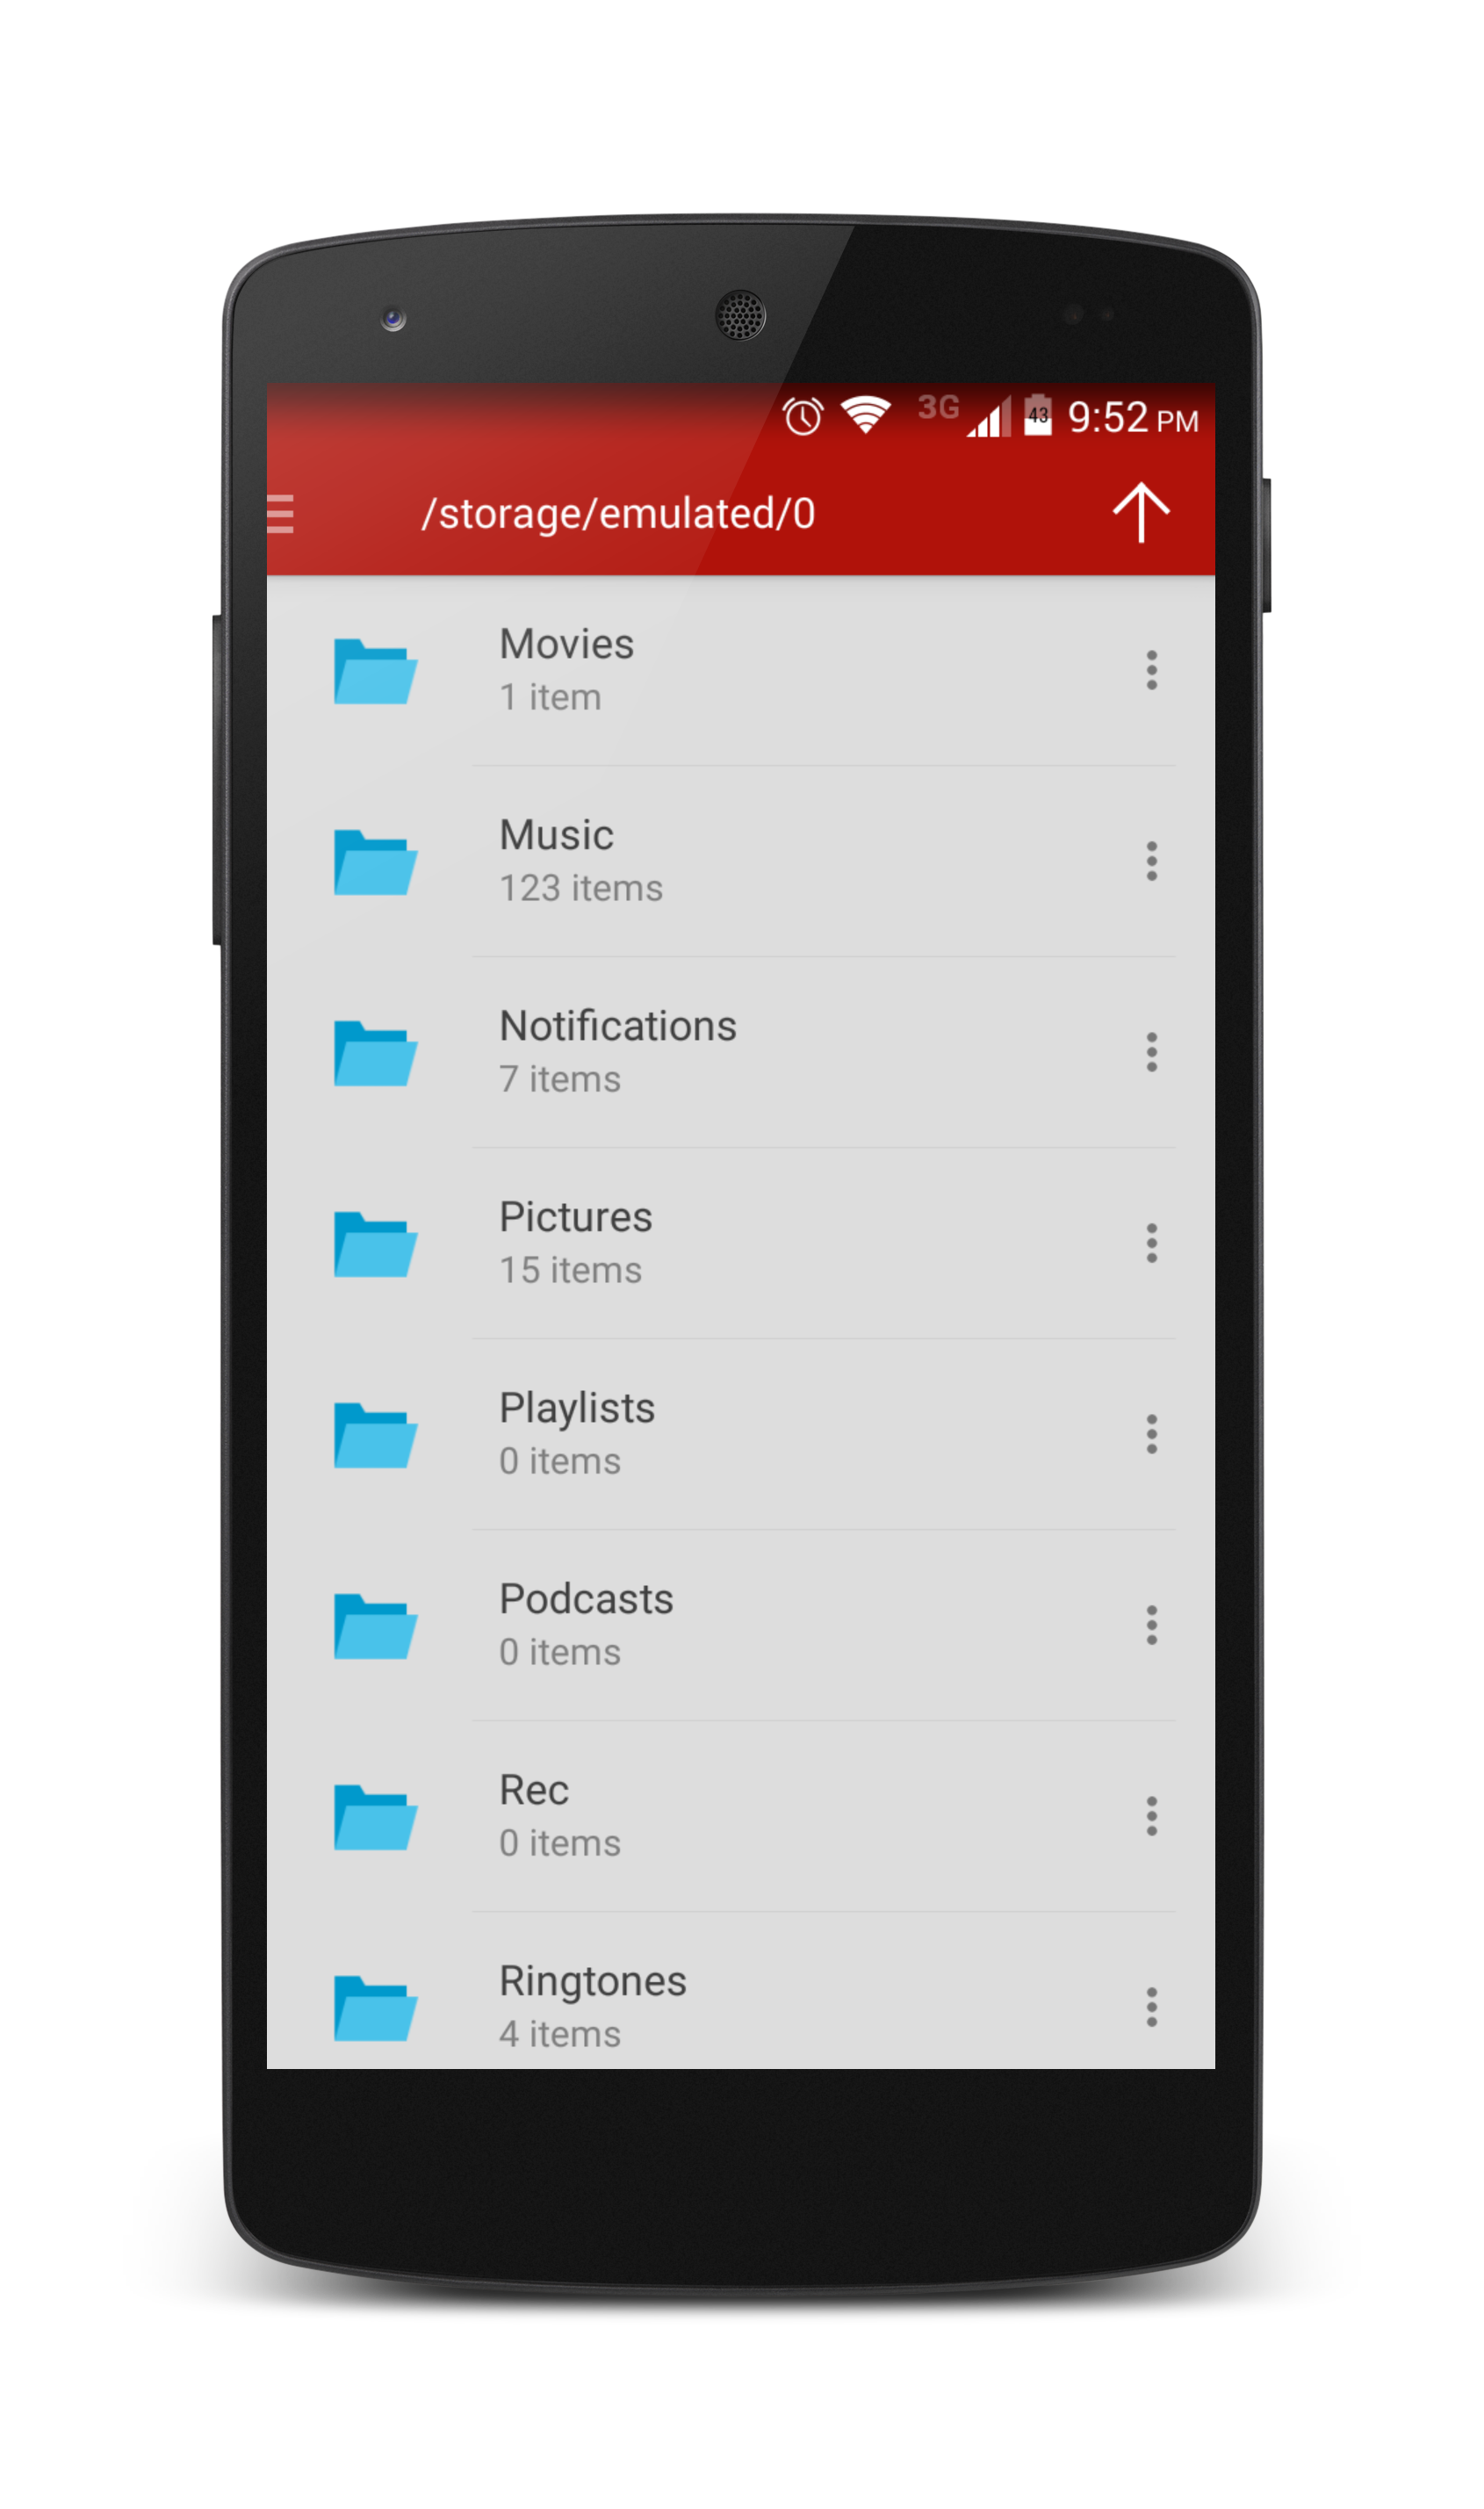 3G 43 9:52 PM
/storage/emulated/0
Movies
1 item
Music
123 items
Notifications
7 items
Pictures
15 items
Playlists
0 items
Podcasts
0 items
Rec
0 items
Ringtones
4 items